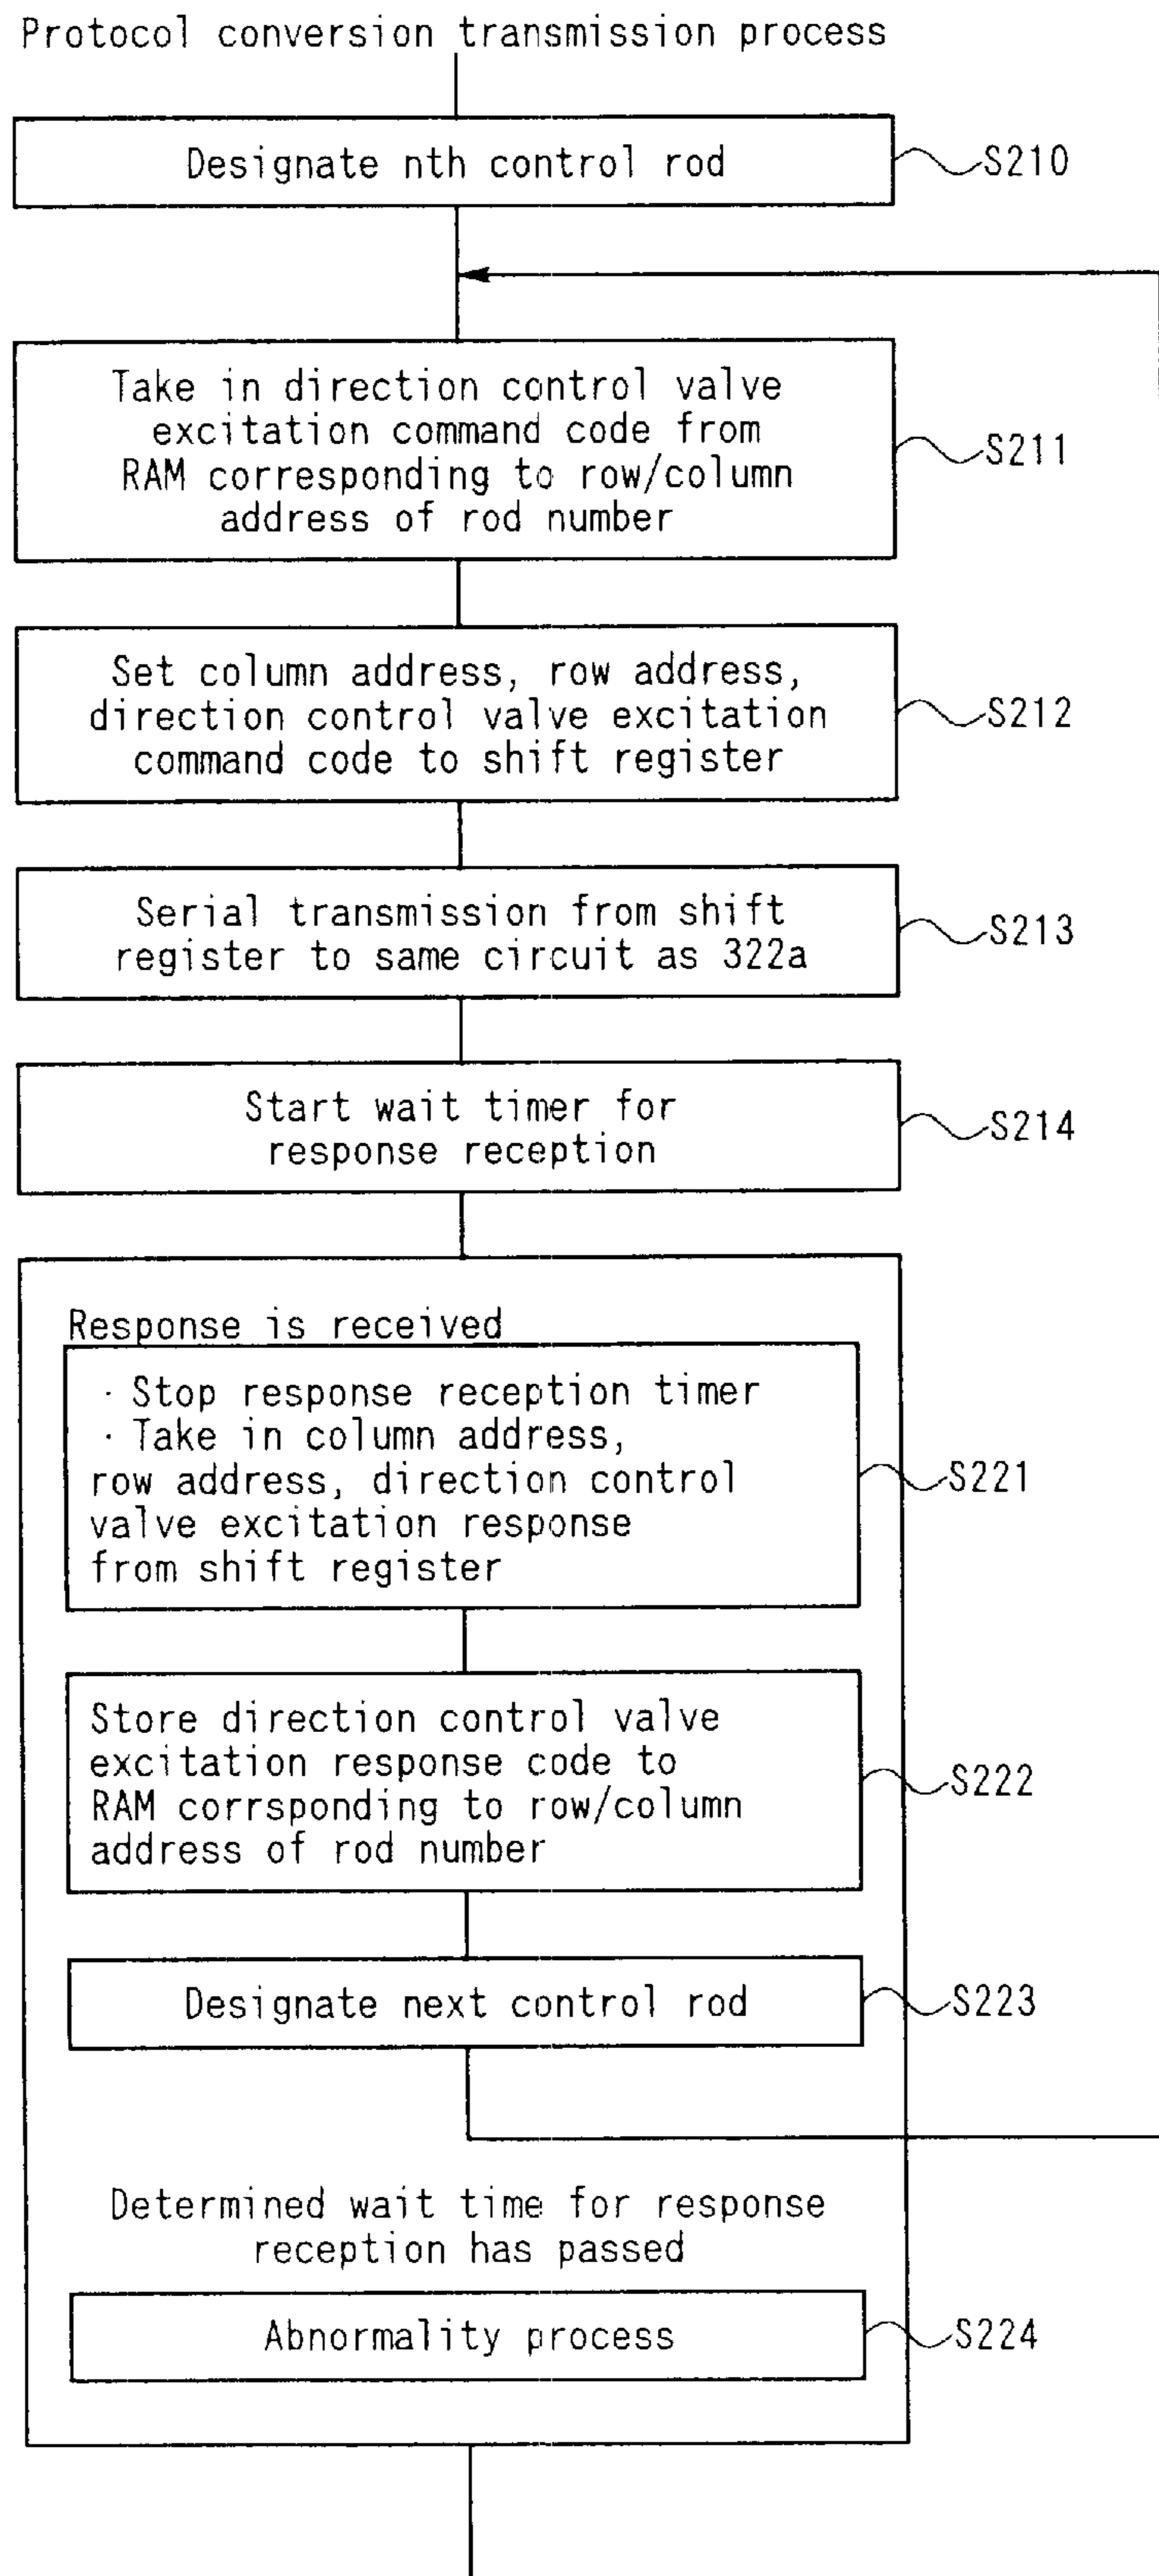 Protocol conversion transmission process
Designate nth control rod
S210
Take in direction control valve
excitation command code from
RAM corresponding to row/column
address of rod number
S211
Set column address, row address,
direction control valve excitation
command code to shift register
S212
Serial transmission from shift
register to same circuit as 322a
S213
Start wait timer for
response reception
S214
Response is received
· Stop response reception timer
· Take in column address,
row address, direction control
valve excitation response
from shift register
S221
Store direction control valve
excitation response code to
RAM corrsponding to row/column
address of rod number
S222
Designate next control rod
S223
Determined wait time for response
reception has passed
Abnormality process
S224